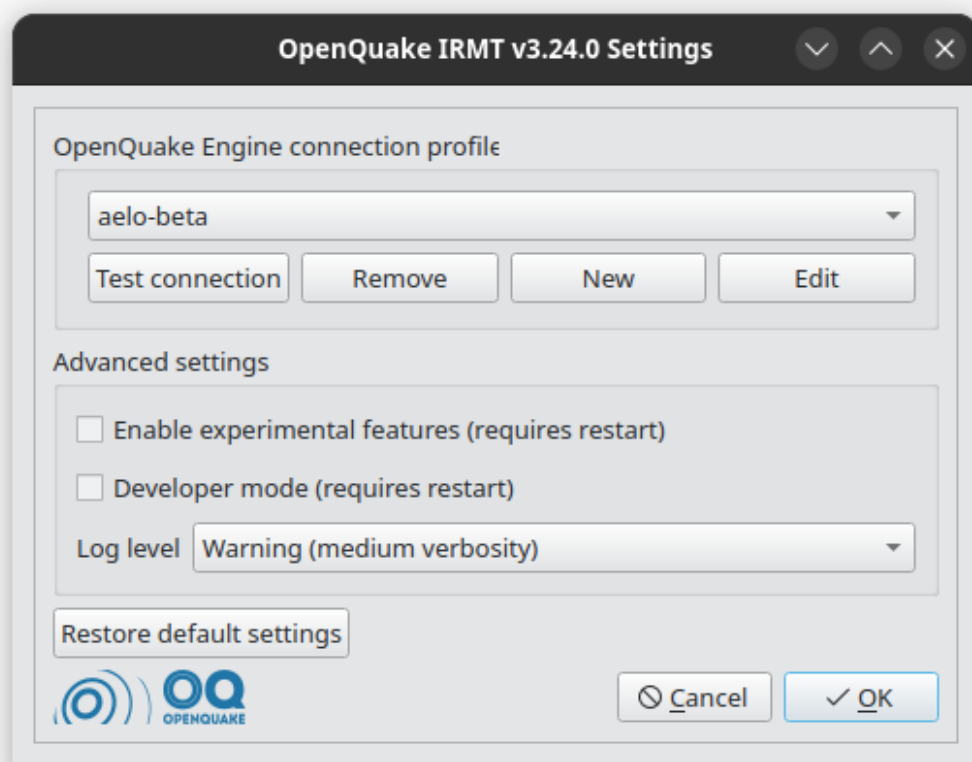 OpenQuake IRMT v3.24.0 Settings
OpenQuake Engine connection profile
aelo-beta
Test connection Remove New Edit
Advanced settings
Enable experimental features (requires restart)
Developer mode (requires restart)
Log level Warning (medium verbosity)
Restore default settings
OQ
OPENQUAKE
Cancel OK